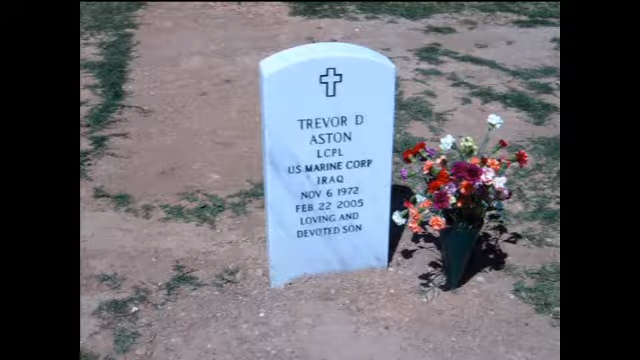 TREVOR D
ASTON
LCPL
US MARINE CORP
IRAQ
NOV 6 1972
FEB 22 2005
LOVING AND
DEVOTED SON